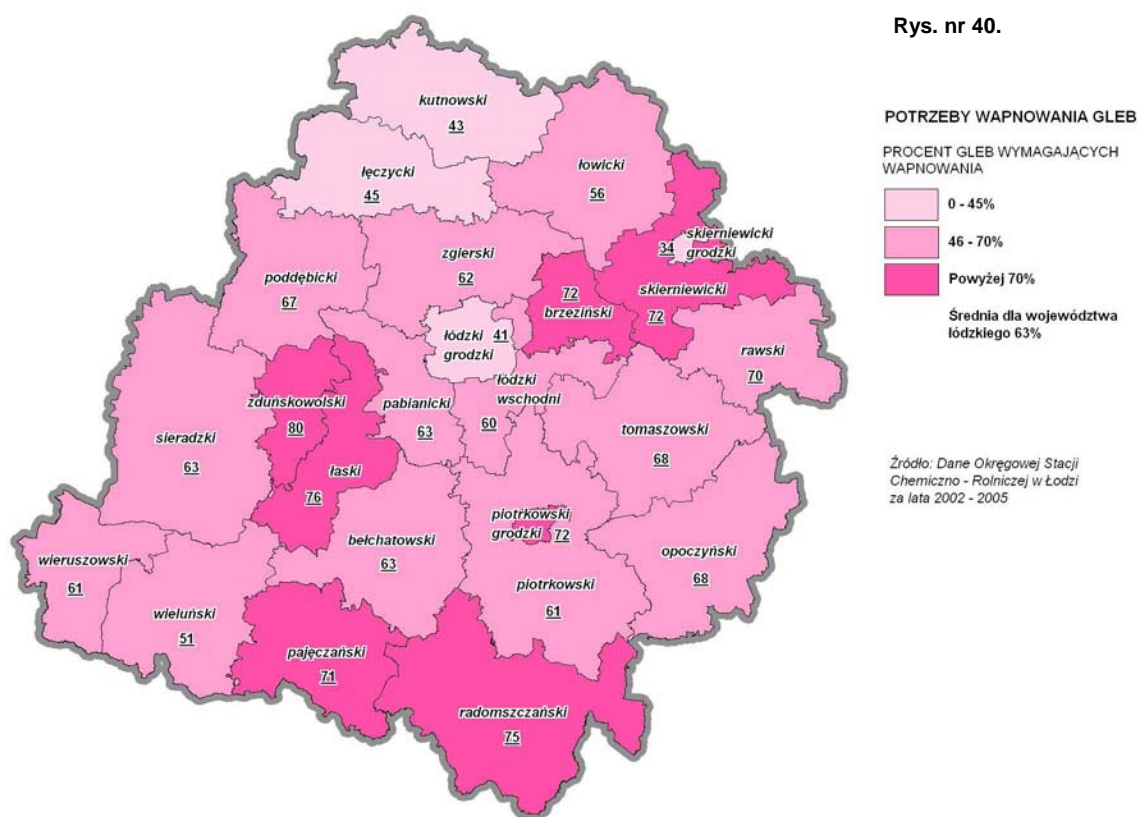 Rys. nr 40.
POTRZEBY WAPNOWANIA GLEB
PROCENT GLEB WYMAGAJĄCYCH
WAPNOWANIA
0 - 45%
46 - 70%
Powyżej 70%
Średnia dla województwa
łódzkiego 63%
Źródło: Dane Okręgowej Stacji
Chemiczno - Rolniczej w Łodzi
za lata 2002 - 2005
kutnowski
43
łęczycki
45
łowicki
56
skierniewicki
grodzki
34
zgierski
62
poddębicki
67
72
brzeziński
skierniewicki
72
łódzki
grodzki
41
rawski
70
łódzki
wschodni
60
zduńskowolski
80
pabianicki
63
sieradzki
63
tomaszowski
68
łaski
76
piotrkowski
grodzki
72
bełchatowski
63
opoczyński
68
wieruszowski
61
piotrkowski
61
wieluński
51
pajęczański
71
radomszczański
75